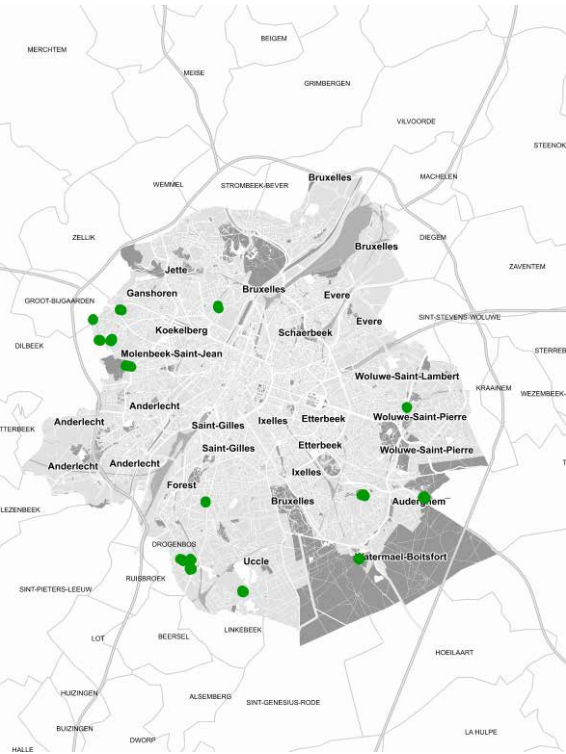 BEIGEM
MERCHTEM
MEISE
GRIMBERGEN
VILVOORDE
STEENOK
MACHELEN
Bruxelles
WEMMEL
STROMBEEK-BEVER
ZELLIK
DIEGEM
Bruxelles
ZAVENTEM
Jette
Bruxelles
Ganshoren
Evere
GROOT-BIJGAARDEN
SINT-STEVENS-WOLUWE
Evere
Koekelberg
Schaerbeek
DILBEEK
STERREB
Molenbeek-Saint-Jean
Woluwe-Saint-Lambert
KRAAINEM
WEZEMBEEK-
Anderlecht
Woluwe-Saint-Pierre
Anderlecht
Ixelles
Etterbeek
TTERBEEK
Saint-Gilles
Etterbeek
Saint-Gilles
Woluwe-Saint-Pierre
Anderlecht
Anderlecht
Ixelles
Forest
Bruxelles
LEZENBEEK
DROGENBOS
Uccle
RUISBROEK
SINT-PIETERS-LEEUW
LINKEBEEK
BEERSEL
LOT
HOEILAART
HUIZINGEN
ALSEMBERG
SINT-GENESIUS-RODE
BUIZINGEN
LA HULPE
DWORP
HALLE